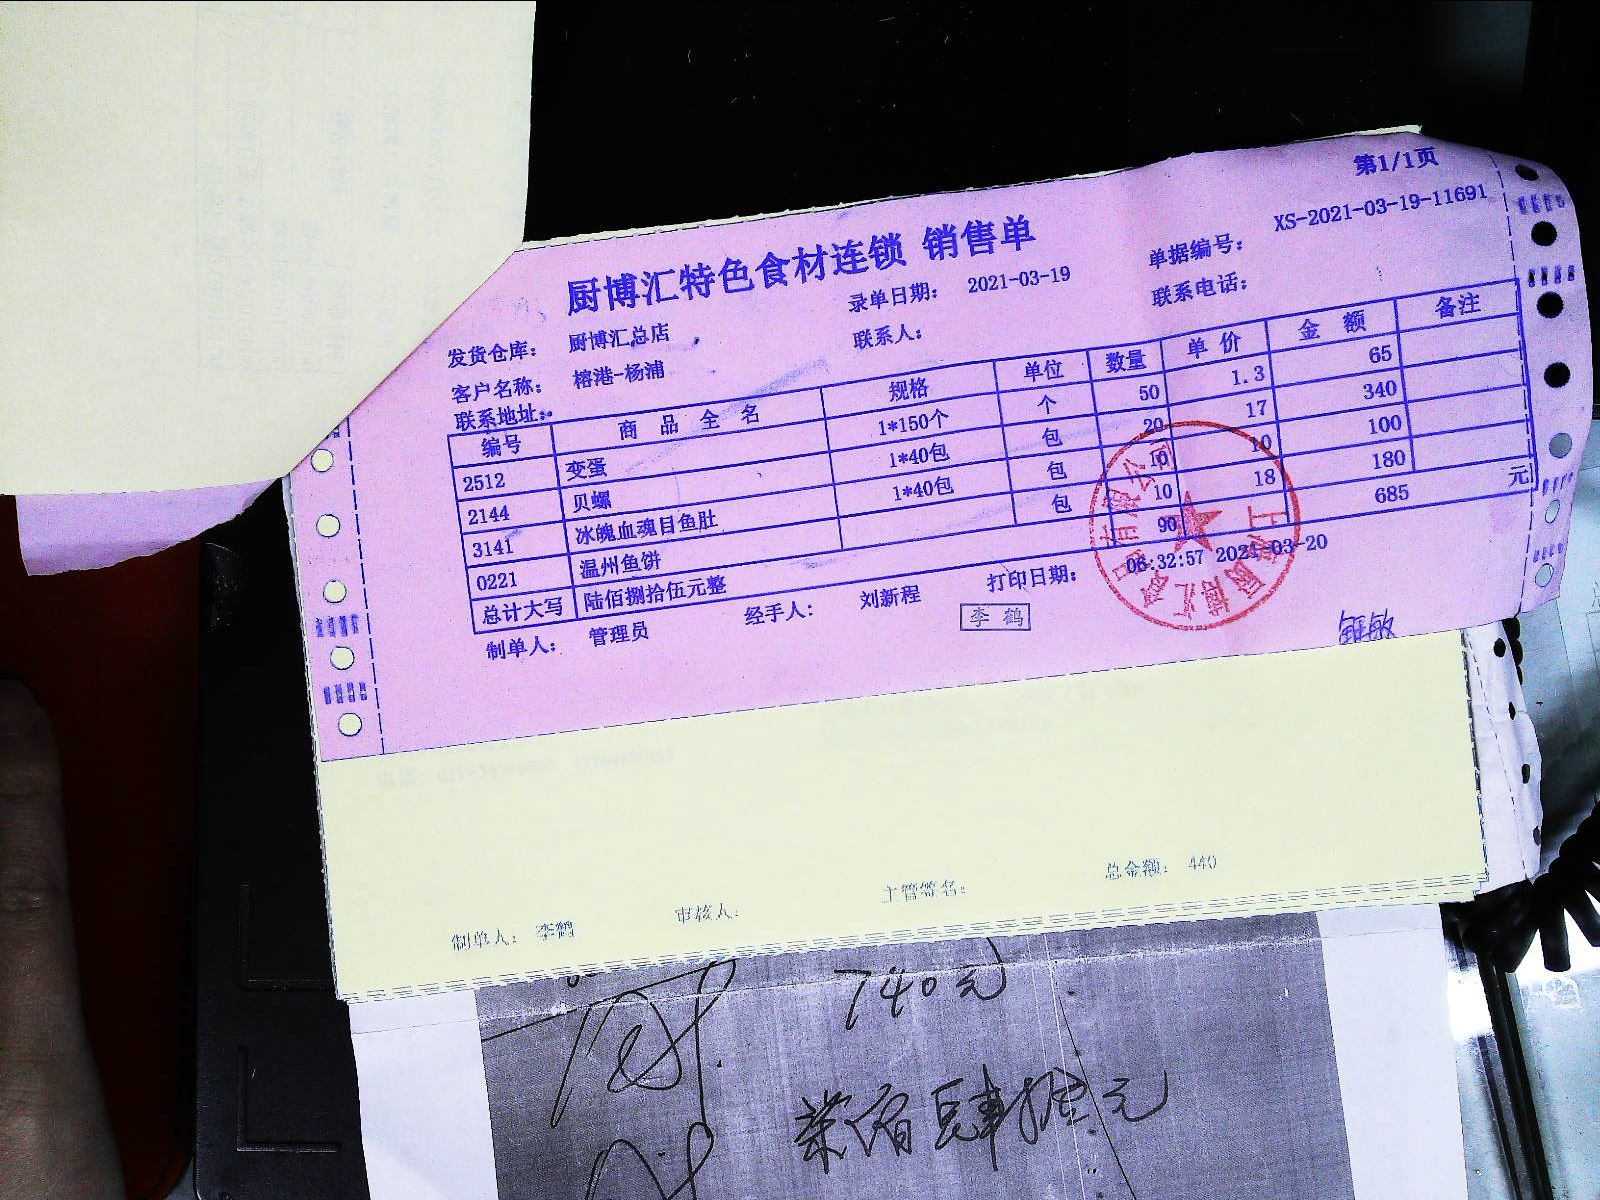 第1/1页
厨博汇特色食材连锁 销售单
单据编号: XS-2021-03-19-11691
录单日期: 2021-03-19
联系电话:
发货仓库: 厨博汇总店
联系人:
客户名称: 榕港-杨浦
联系地址:
编号 商品全名 规格 单位 数量 单价 金额 备注
2512 变蛋 1*150个 个 50 1.3 65
2144 贝螺 1*40包 包 20 17 340
3141 冰魄血魂目鱼肚 1*40包 包 10 10 100
0221 温州鱼饼 包 10 18 180
总计大写 陆佰捌拾伍元整 90 685 元
制单人: 管理员 经手人: 刘新程 打印日期: 06:32:57 2021-03-20
李鹤
制单人: 李鹤 审核人: 主管签名: 总金额: 440
740元
柒佰肆拾元